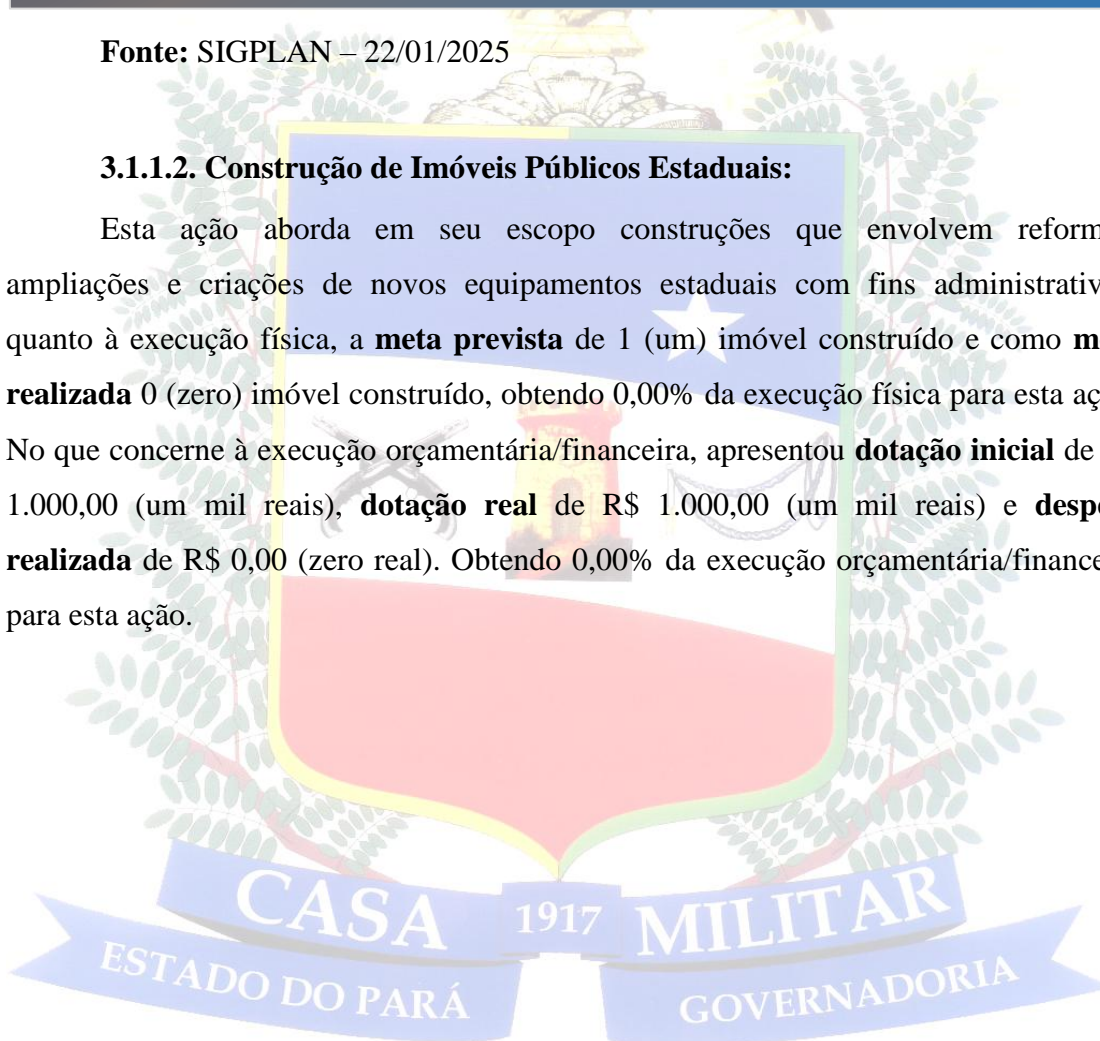 Fonte: SIGPLAN – 22/01/2025
3.1.1.2. Construção de Imóveis Públicos Estaduais:
Esta ação aborda em seu escopo construções que envolvem reform
ampliações e criações de novos equipamentos estaduais com fins administrativ
quanto à execução física, a meta prevista de 1 (um) imóvel construído e como m
realizada 0 (zero) imóvel construído, obtendo 0,00% da execução física para esta aç
No que concerne à execução orçamentária/financeira, apresentou dotação inicial de
1.000,00 (um mil reais), dotação real de R$ 1.000,00 (um mil reais) e desp
realizada de R$ 0,00 (zero real). Obtendo 0,00% da execução orçamentária/finance
para esta ação.
CASA 1917 MILITAR
ESTADO DO PARÁ GOVERNADORIA